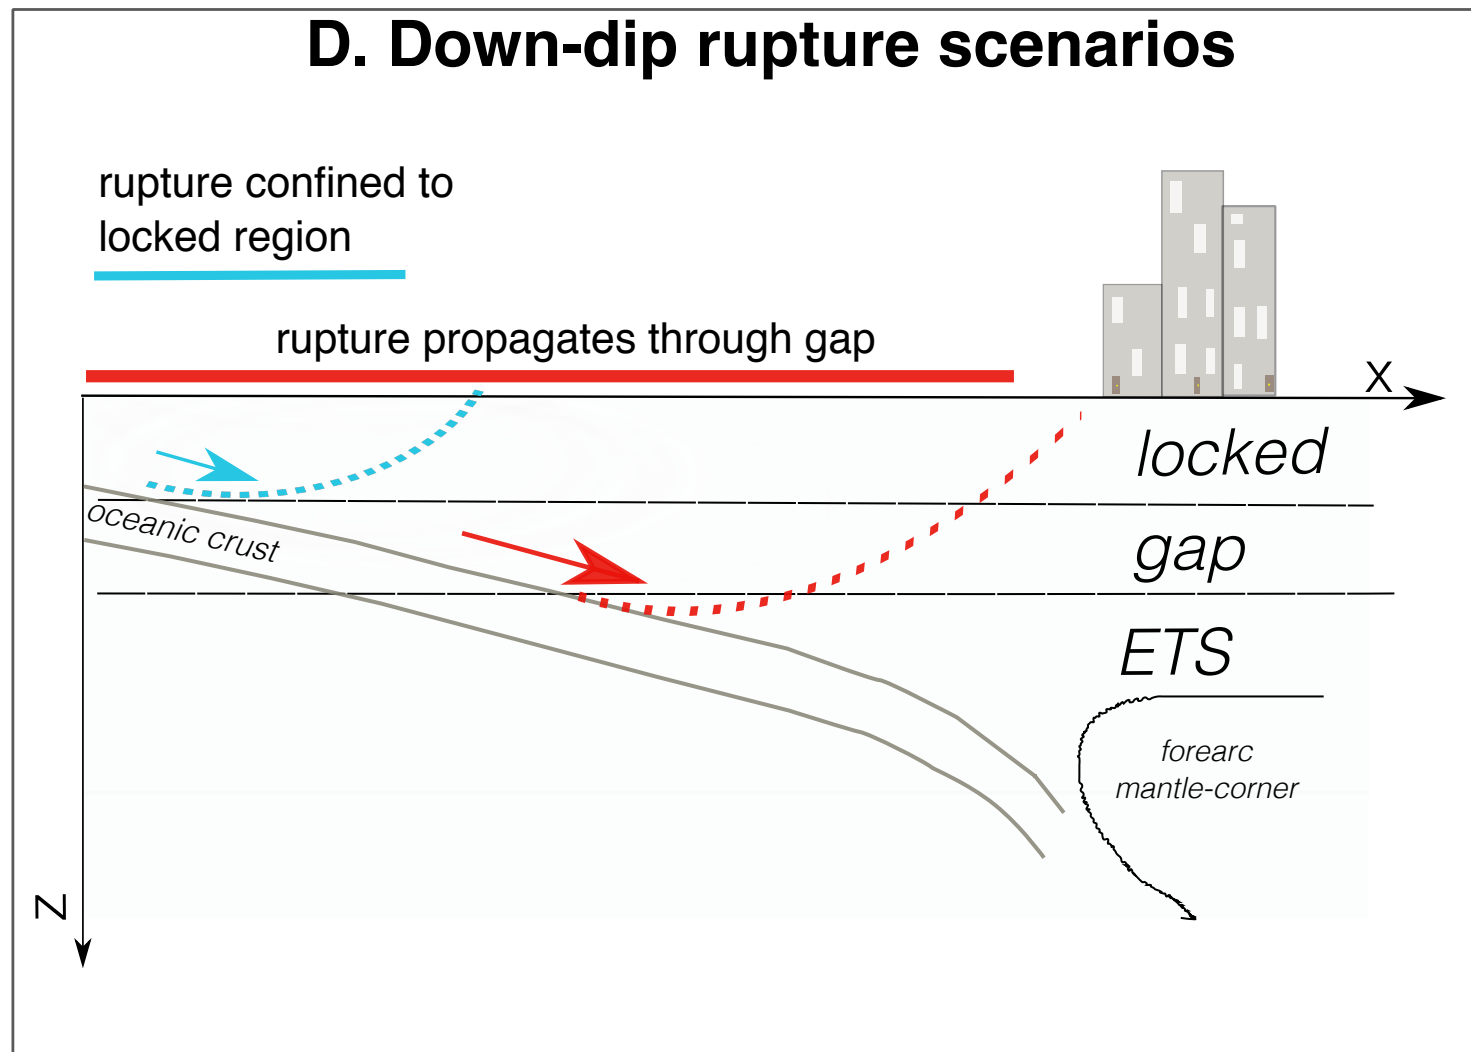 D. Down-dip rupture scenarios
rupture confined to
locked region
rupture propagates through gap
X
locked
oceanic crust
gap
ETS
forearc
mantle-corner
Z